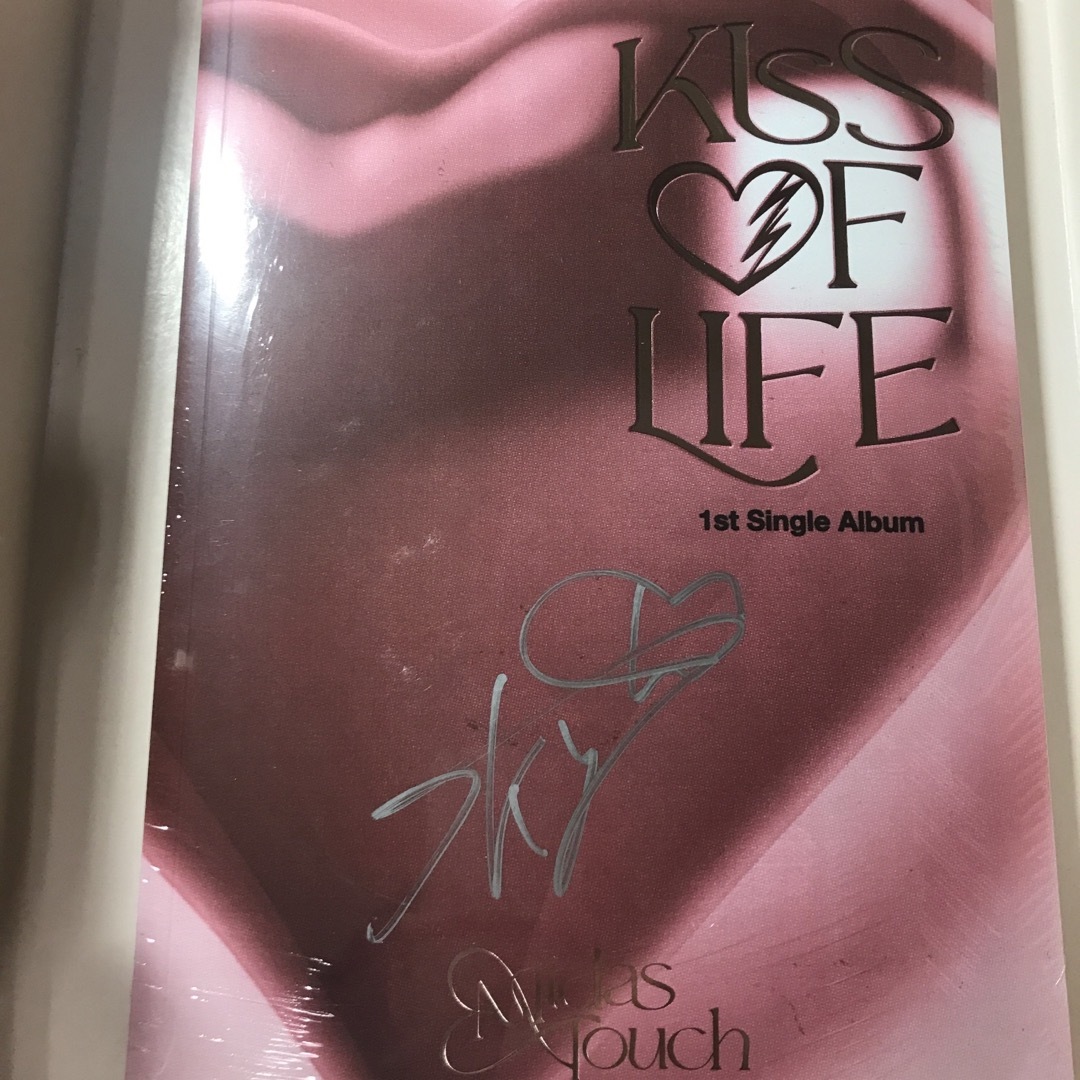 KISS
OF
LIFE
1st Single Album
Midas
Touch